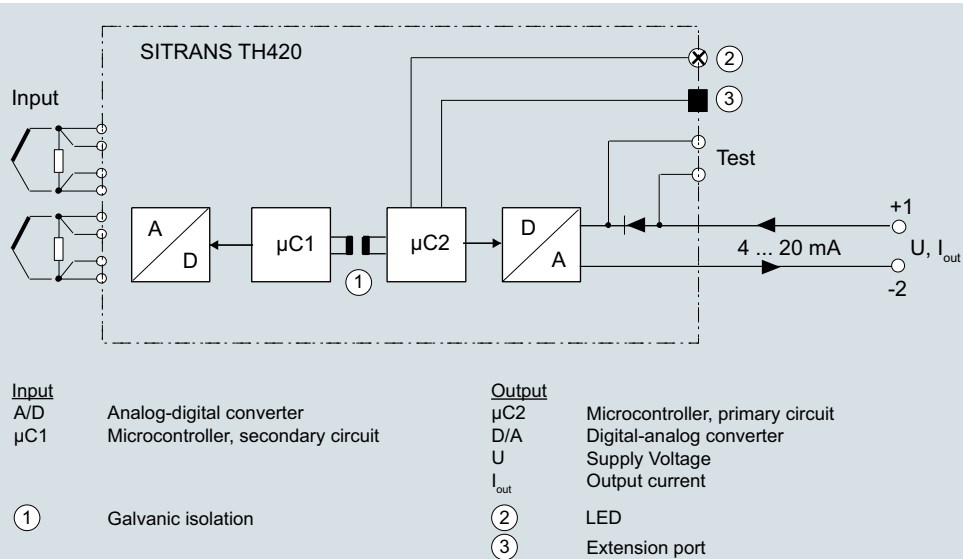 SITRANS TH420
2
3
Input
Test
A
D
µC1
µC2
D
A
+1
4 ... 20 mA
U, Iout
-2
1
Input
A/D Analog-digital converter
µC1 Microcontroller, secondary circuit
1 Galvanic isolation
Output
µC2 Microcontroller, primary circuit
D/A Digital-analog converter
U Supply Voltage
Iout Output current
2 LED
3 Extension port